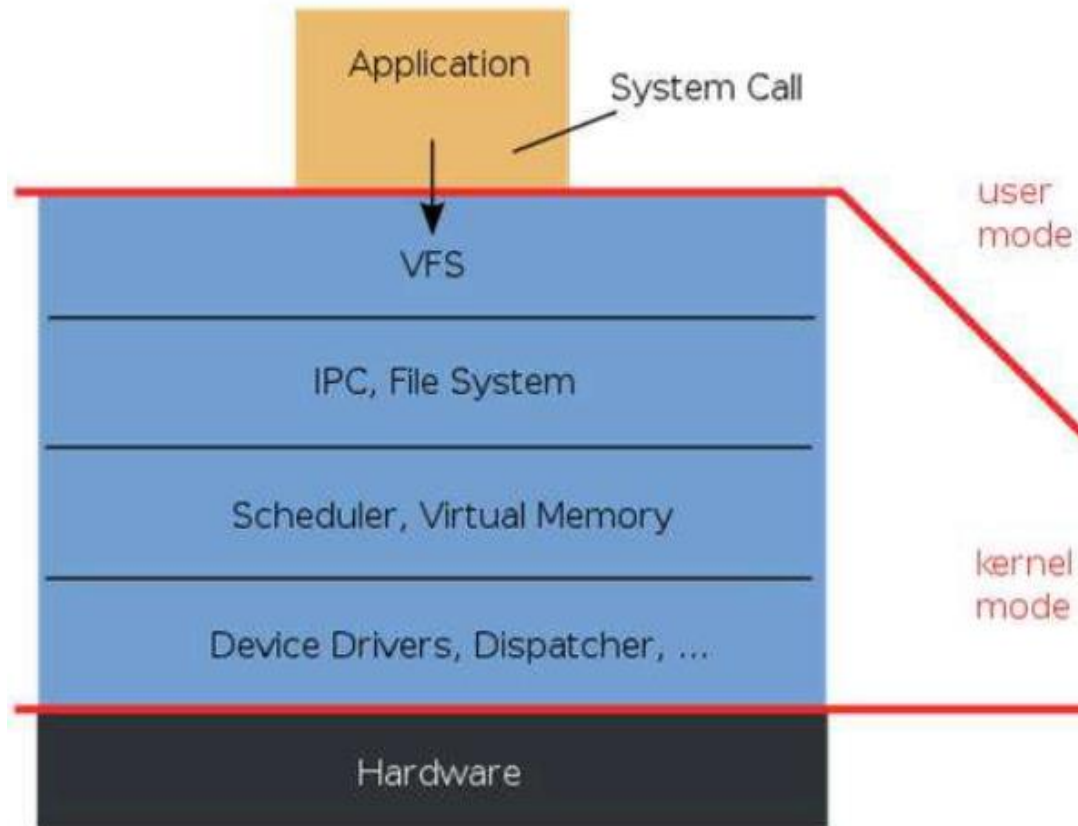 Application
System Call
user
mode
VFS
IPC, File System
Scheduler, Virtual Memory
kernel
mode
Device Drivers, Dispatcher, ...
Hardware